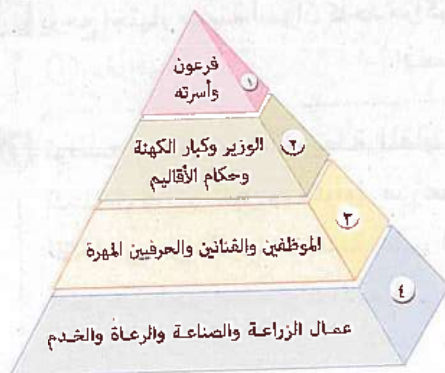 فرعون
وأسرته
١
الوزير وكبار الكهنة
وحكام الأقاليم
٢
الموظفين والفنانين والحرفيين المهرة
٣
عمال الزراعة والصناعة والرعاة والخدم
٤